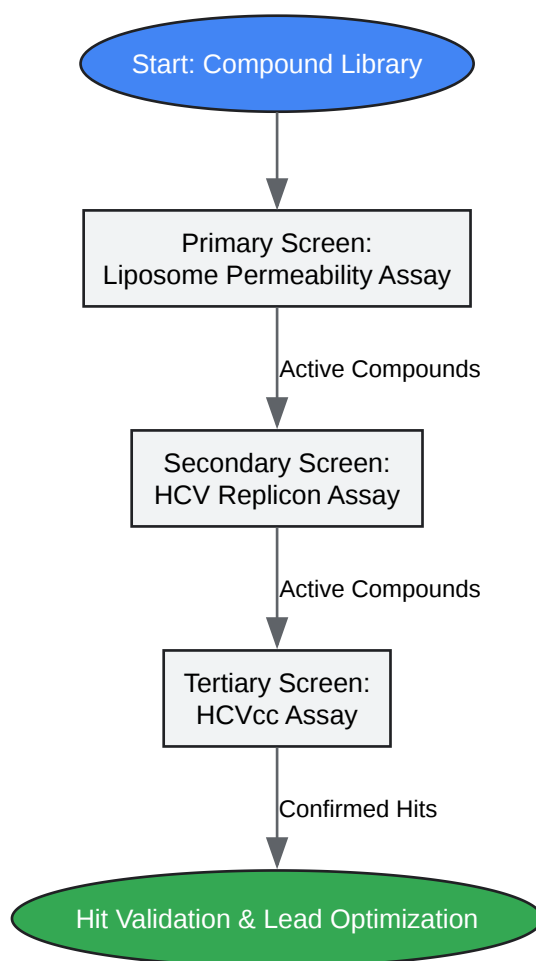 Start: Compound Library
Primary Screen:
Liposome Permeability Assay
Active Compounds
Secondary Screen:
HCV Replicon Assay
Active Compounds
Tertiary Screen:
HCVcc Assay
Confirmed Hits
Hit Validation & Lead Optimization